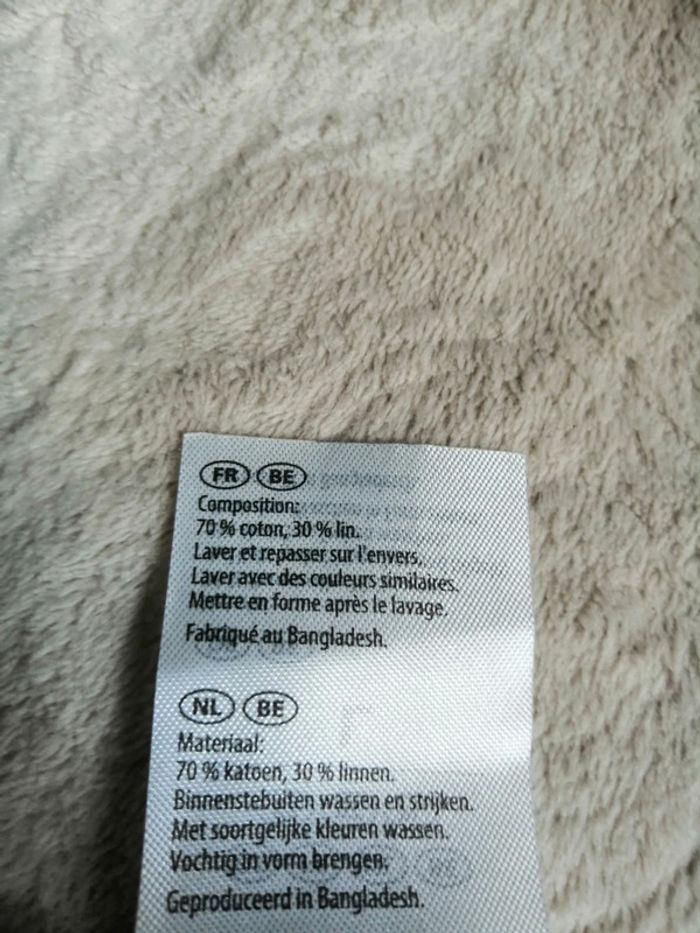 FR BE
Composition:
70 % coton, 30 % lin.
Laver et repasser sur l'envers.
Laver avec des couleurs similaires.
Mettre en forme après le lavage.
Fabriqué au Bangladesh.
NL BE
Materiaal:
70 % katoen, 30 % linnen.
Binnenstebuiten wassen en strijken.
Met soortgelijke kleuren wassen.
Vochtig in vorm brengen.
Geproduceerd in Bangladesh.